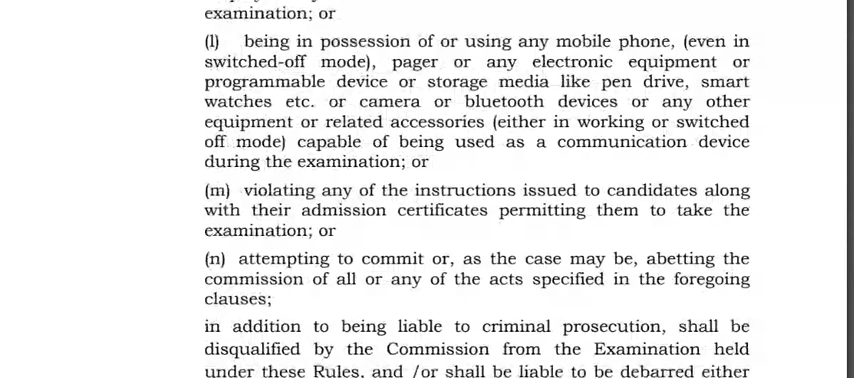 examination; or
(l) being in possession of or using any mobile phone, (even in
switched-off mode), pager or any electronic equipment or
programmable device or storage media like pen drive, smart
watches etc. or camera or bluetooth devices or any other
equipment or related accessories (either in working or switched
off mode) capable of being used as a communication device
during the examination; or
(m) violating any of the instructions issued to candidates along
with their admission certificates permitting them to take the
examination; or
(n) attempting to commit or, as the case may be, abetting the
commission of all or any of the acts specified in the foregoing
clauses;
in addition to being liable to criminal prosecution, shall be
disqualified by the Commission from the Examination held
under these Rules, and /or shall be liable to be debarred either